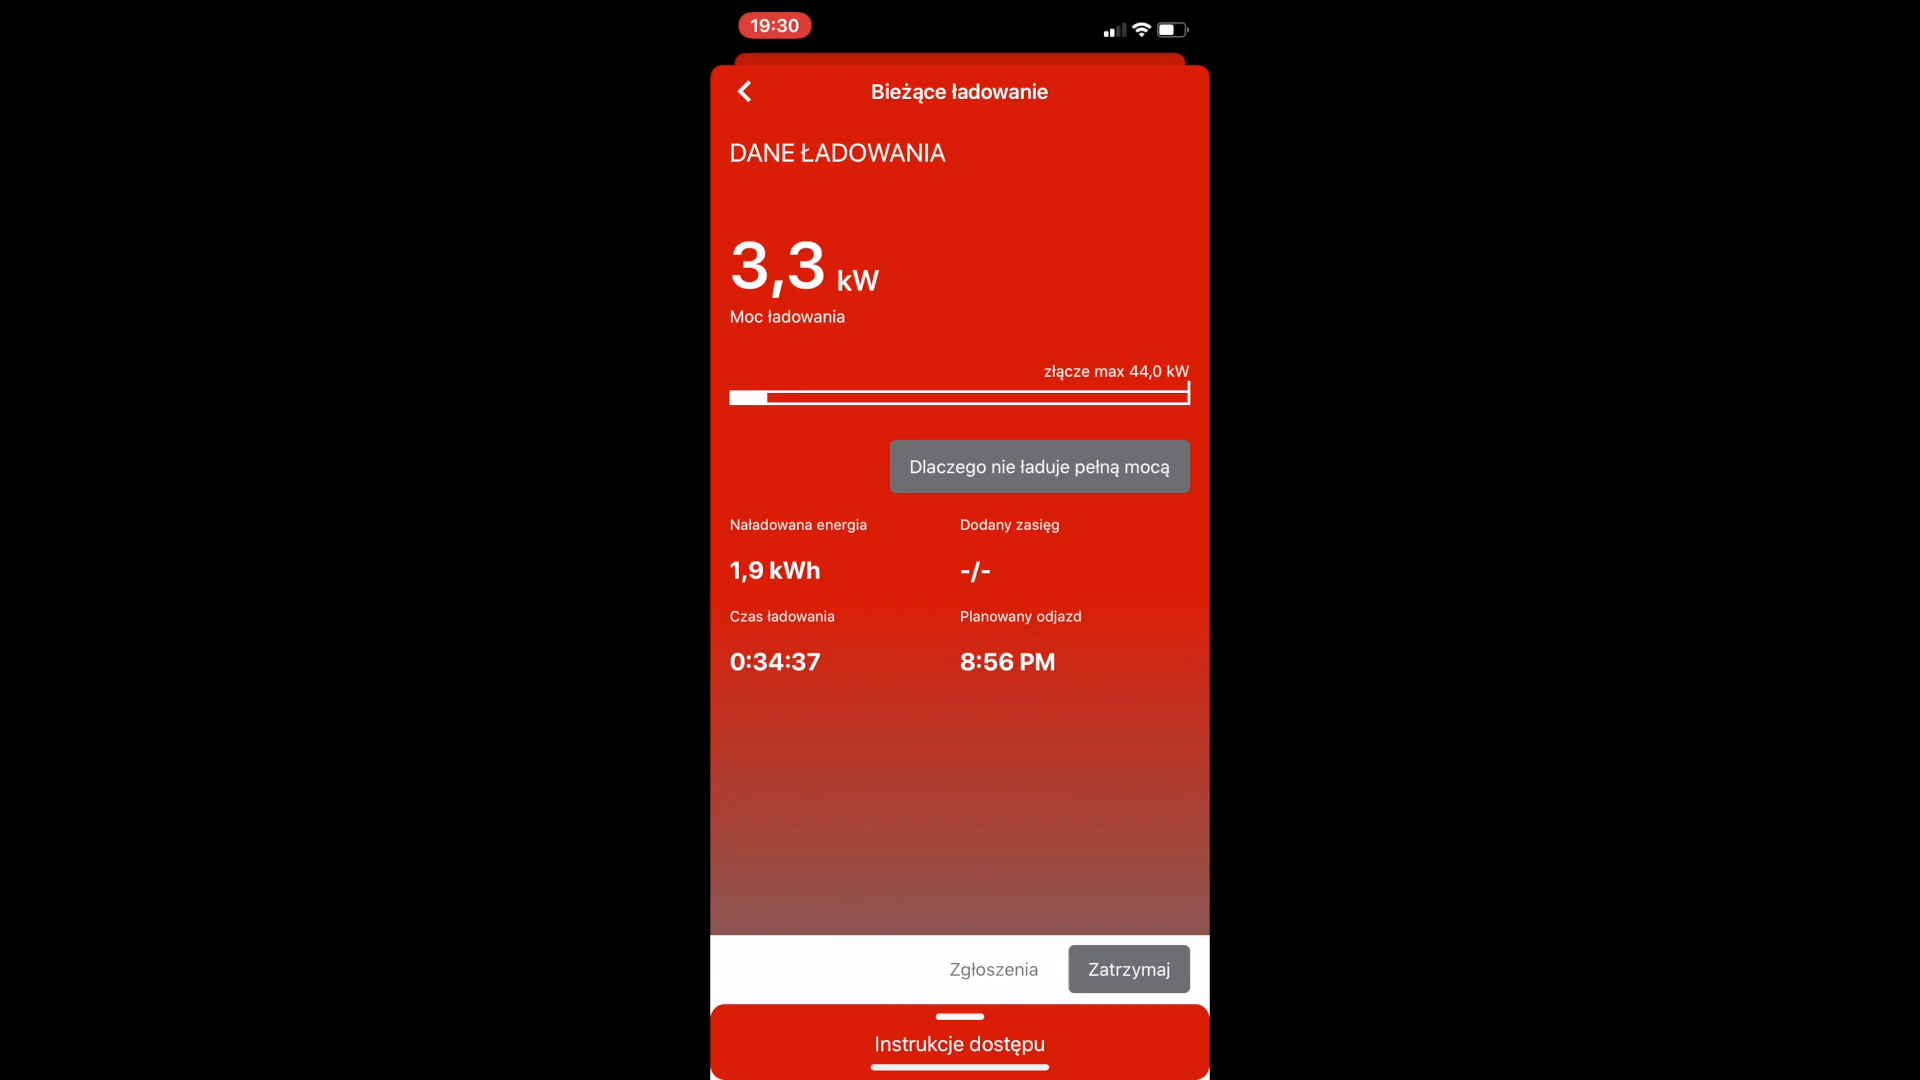 19:30
Bieżące ładowanie
DANE ŁADOWANIA
3,3 kW
Moc ładowania
złącze max 44,0 kW
Dlaczego nie ładuje pełną mocą
Naładowana energia
Dodany zasięg
1,9 kWh
-/-
Czas ładowania
Planowany odjazd
0:34:37
8:56 PM
Zgłoszenia
Zatrzymaj
Instrukcje dostępu